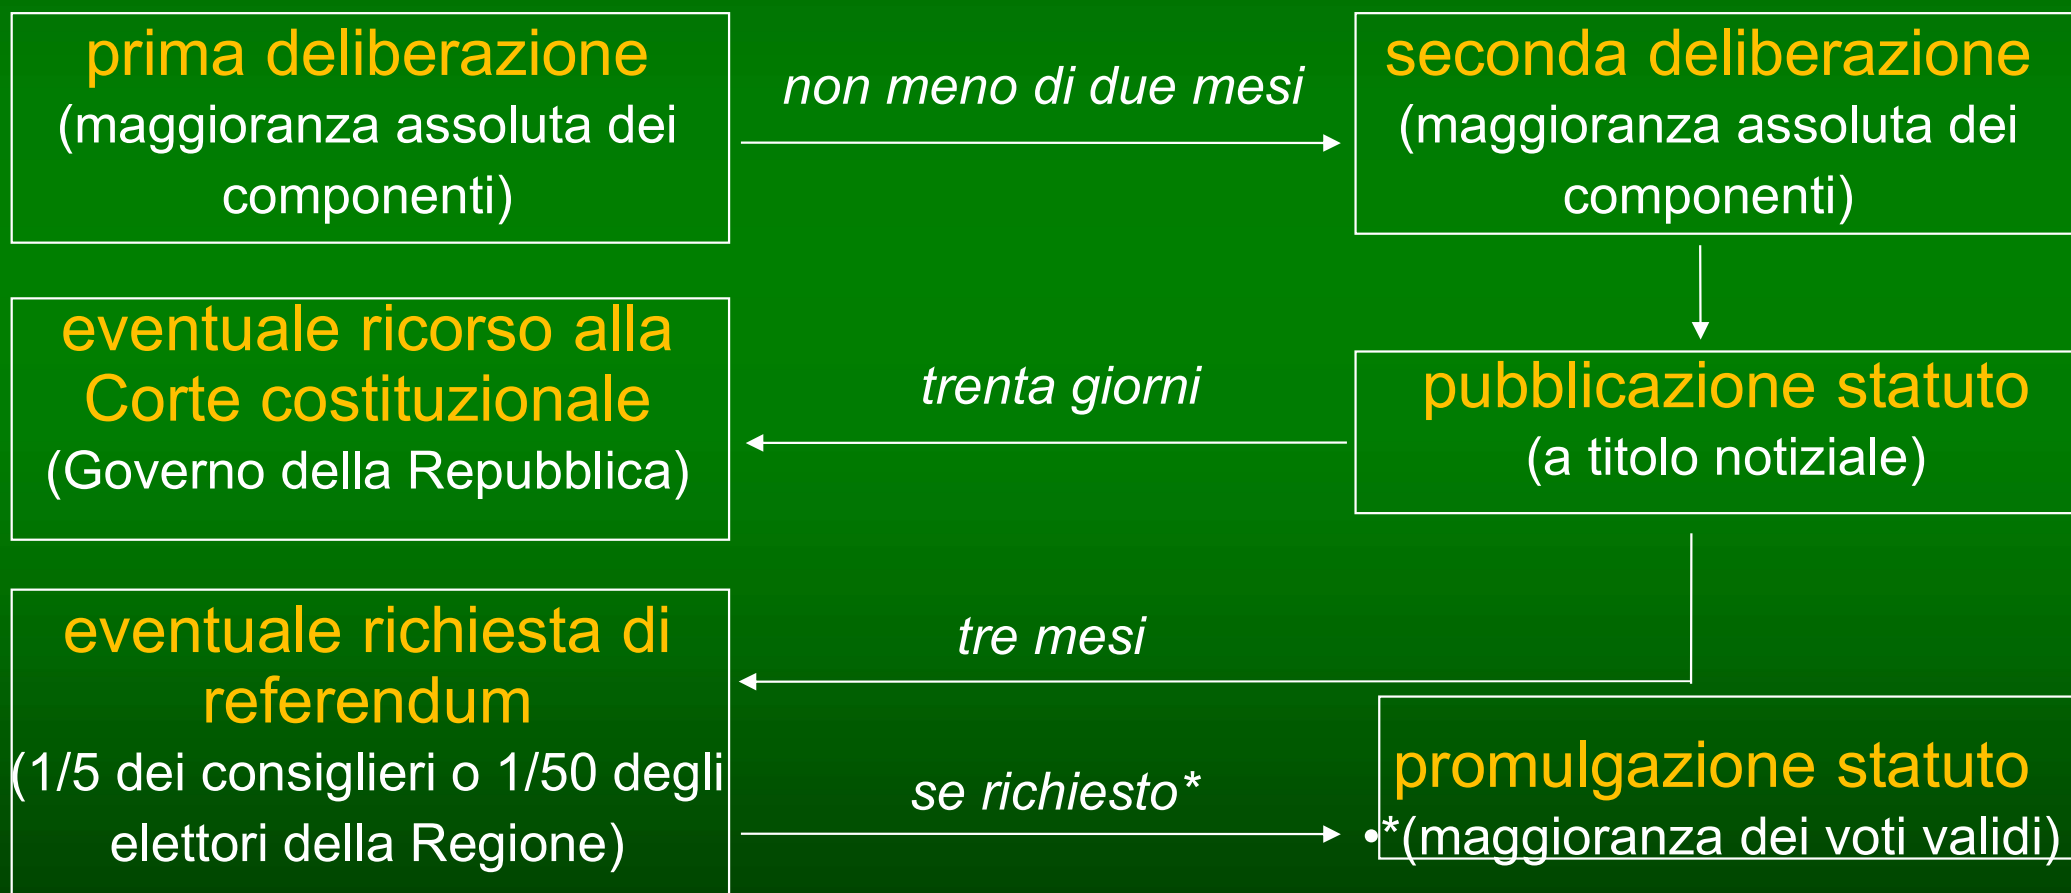 prima deliberazione
(maggioranza assoluta dei
componenti)
non meno di due mesi
seconda deliberazione
(maggioranza assoluta dei
componenti)
eventuale ricorso alla
Corte costituzionale
(Governo della Repubblica)
trenta giorni
pubblicazione statuto
(a titolo notiziale)
eventuale richiesta di
referendum
(1/5 dei consiglieri o 1/50 degli
elettori della Regione)
tre mesi
se richiesto*
promulgazione statuto
•*(maggioranza dei voti validi)